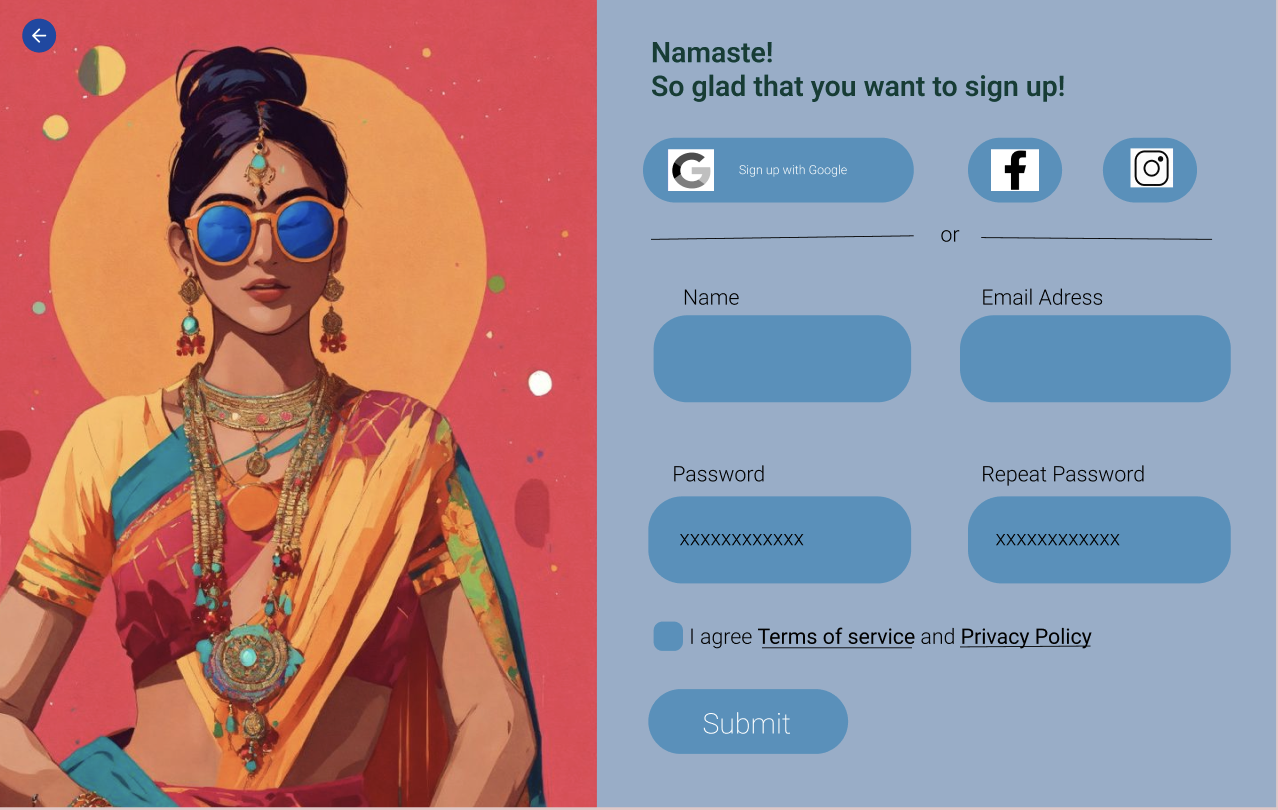 Namaste!
So glad that you want to sign up!
G Sign up with Google
f
or
Name
Email Adress
Password
Repeat Password
xxxxxxxxxxxx
xxxxxxxxxxxx
I agree Terms of service and Privacy Policy
Submit